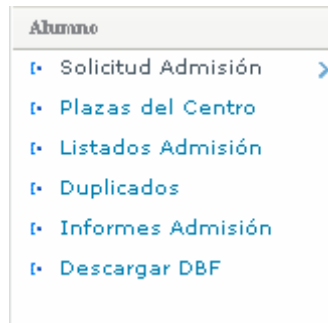 Alumno
Solicitud Admisión
Plazas del Centro
Listados Admisión
Duplicados
Informes Admisión
Descargar DBF